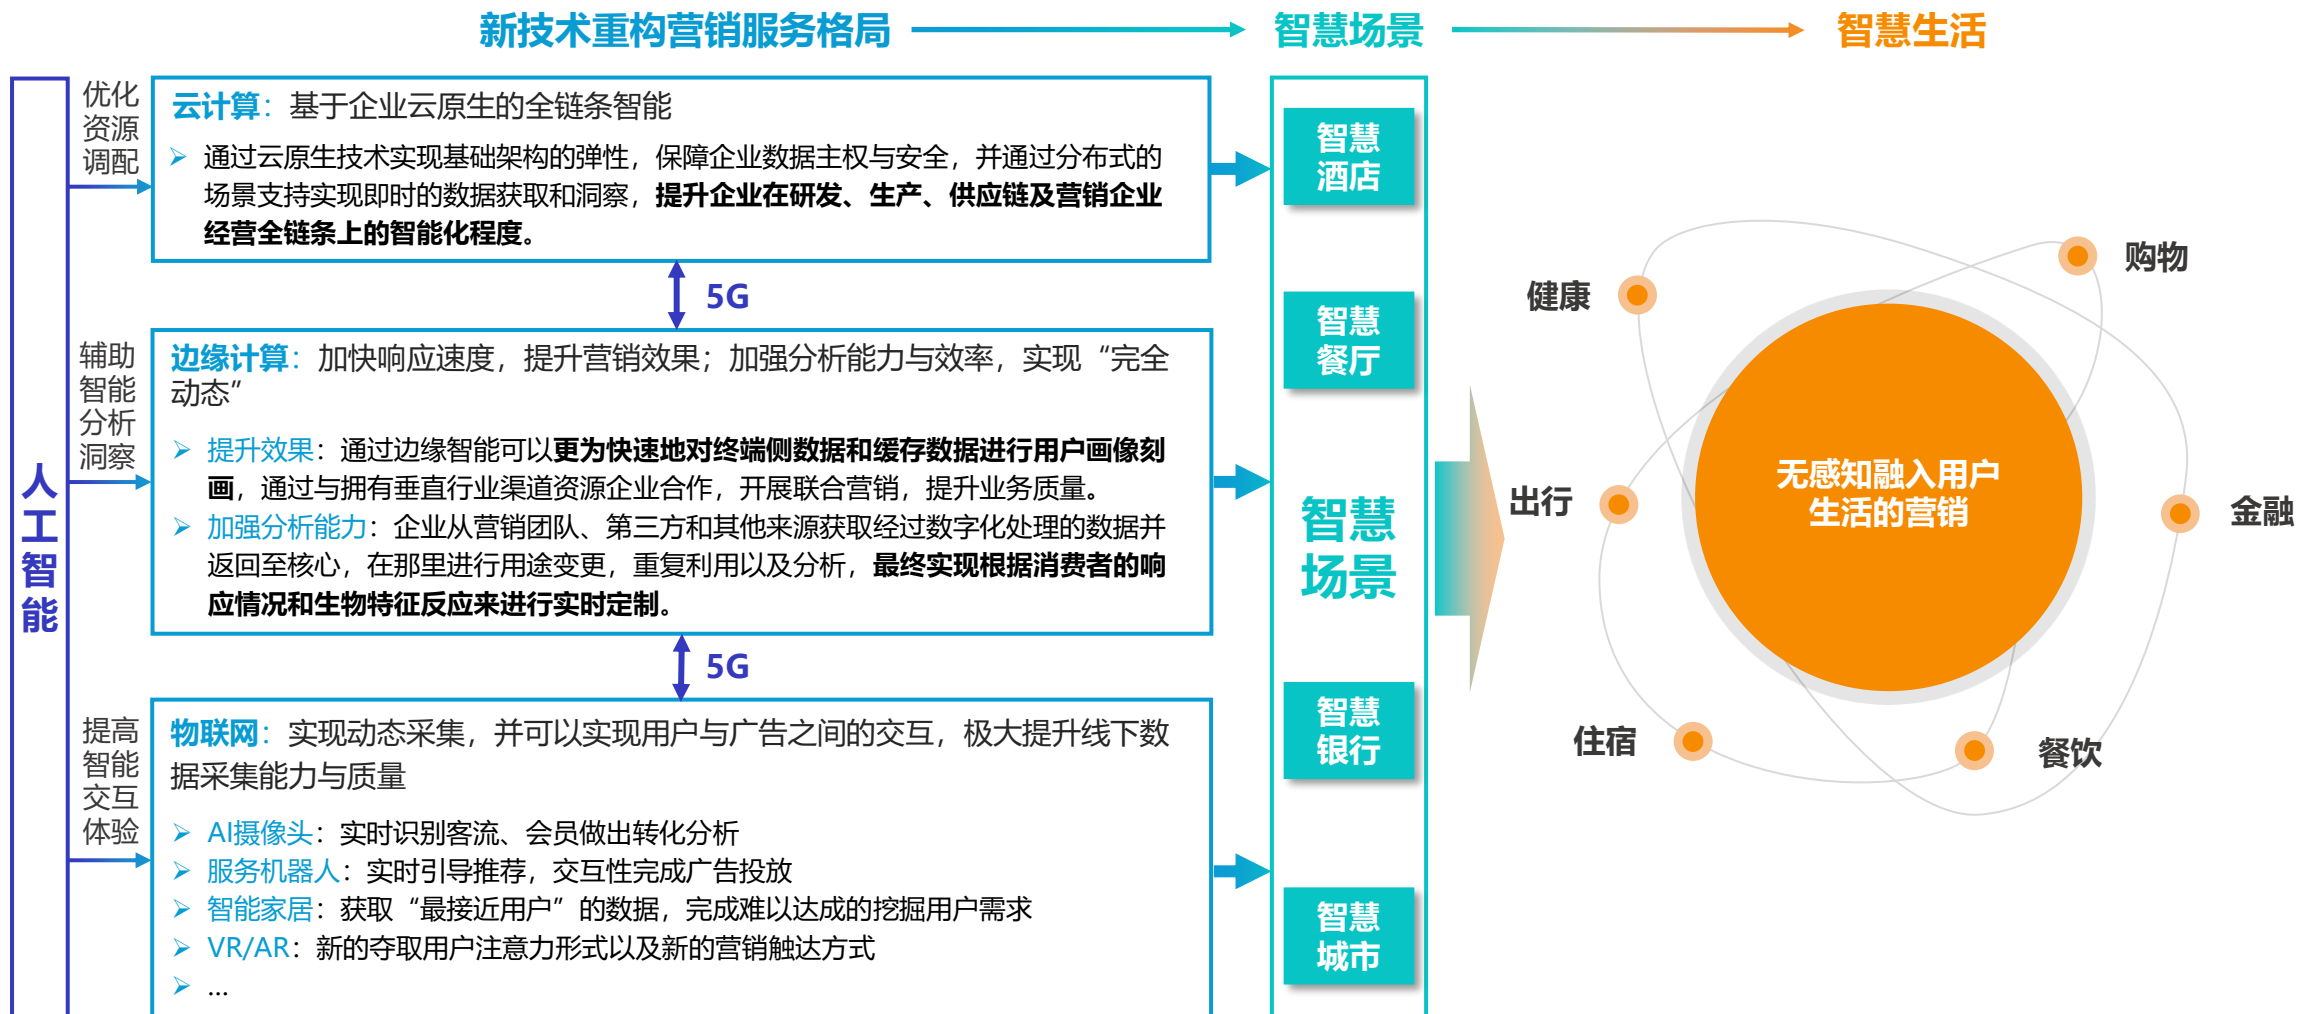 新技术重构营销服务格局
智慧场景
智慧生活
人
工
智
能
优化
资源
调配
云计算：基于企业云原生的全链条智能
➢ 通过云原生技术实现基础架构的弹性，保障企业数据主权与安全，并通过分布式的
场景支持实现即时的数据获取和洞察，提升企业在研发、生产、供应链及营销企业
经营全链条上的智能化程度。
5G
辅助
智能
分析
洞察
边缘计算：加快响应速度，提升营销效果；加强分析能力与效率，实现“完全
动态”
➢ 提升效果：通过边缘智能可以更为快速地对终端侧数据和缓存数据进行用户画像刻
画，通过与拥有垂直行业渠道资源企业合作，开展联合营销，提升业务质量。
➢ 加强分析能力：企业从营销团队、第三方和其他来源获取经过数字化处理的数据并
返回至核心，在那里进行用途变更，重复利用以及分析，最终实现根据消费者的响
应情况和生物特征反应来进行实时定制。
5G
提高
智能
交互
体验
物联网：实现动态采集，并可以实现用户与广告之间的交互，极大提升线下数
据采集能力与质量
➢ AI摄像头：实时识别客流、会员做出转化分析
➢ 服务机器人：实时引导推荐，交互性完成广告投放
➢ 智能家居：获取“最接近用户”的数据，完成难以达成的挖掘用户需求
➢ VR/AR：新的夺取用户注意力形式以及新的营销触达方式
➢ …
智慧
酒店
智慧
餐厅
智慧
场景
智慧
银行
智慧
城市
健康
购物
出行
无感知融入用户
生活的营销
金融
住宿
餐饮